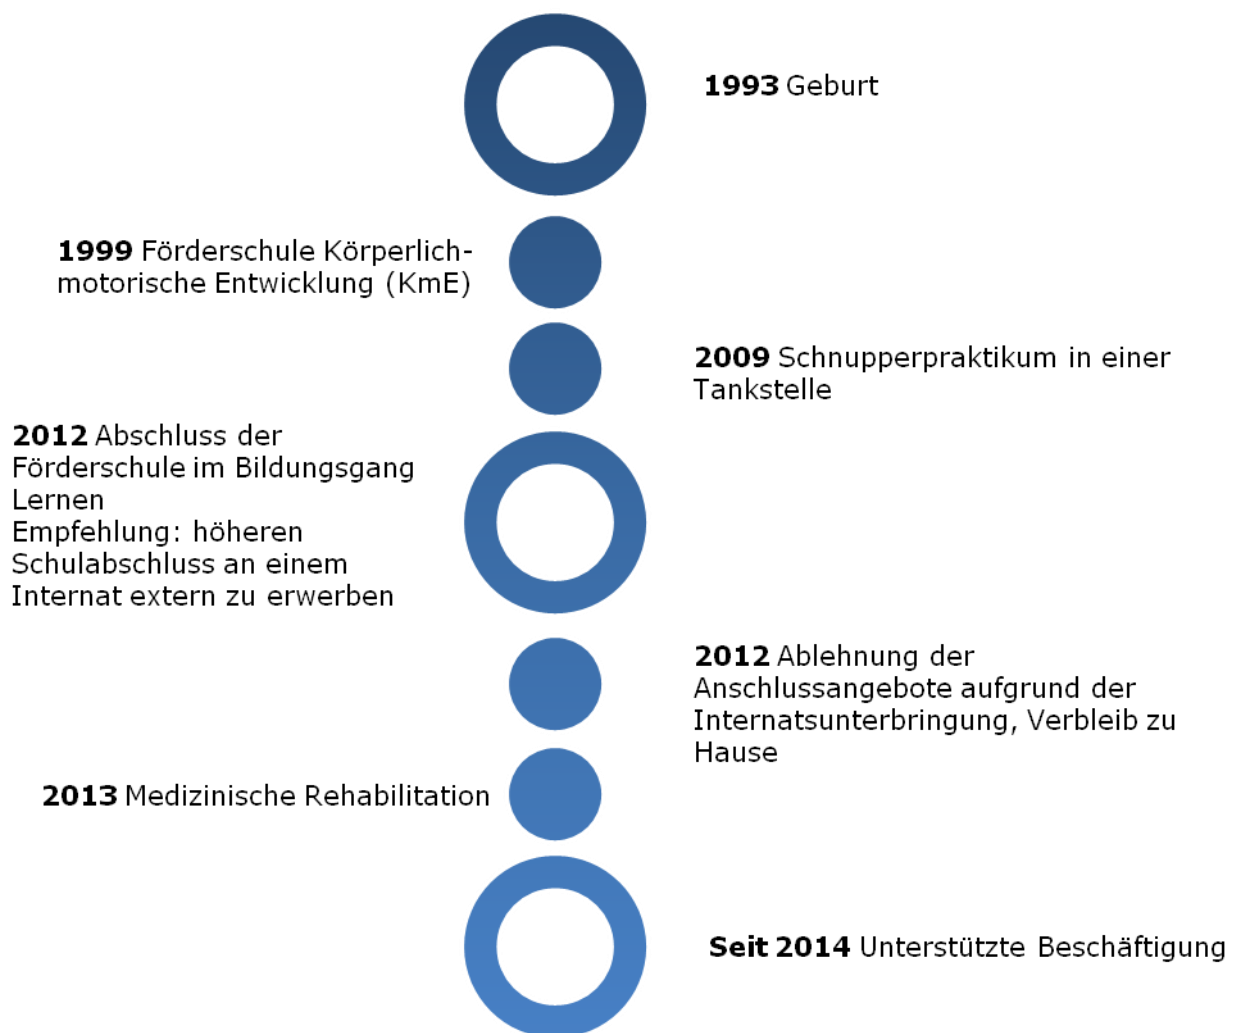 1993 Geburt
1999 Förderschule Körperlich-
motorische Entwicklung (KmE)
2009 Schnupperpraktikum in einer
Tankstelle
2012 Abschluss der
Förderschule im Bildungsgang
Lernen
Empfehlung: höheren
Schulabschluss an einem
Internat extern zu erwerben
2012 Ablehnung der
Anschlussangebote aufgrund der
Internatsunterbringung, Verbleib zu
Hause
2013 Medizinische Rehabilitation
Seit 2014 Unterstützte Beschäftigung